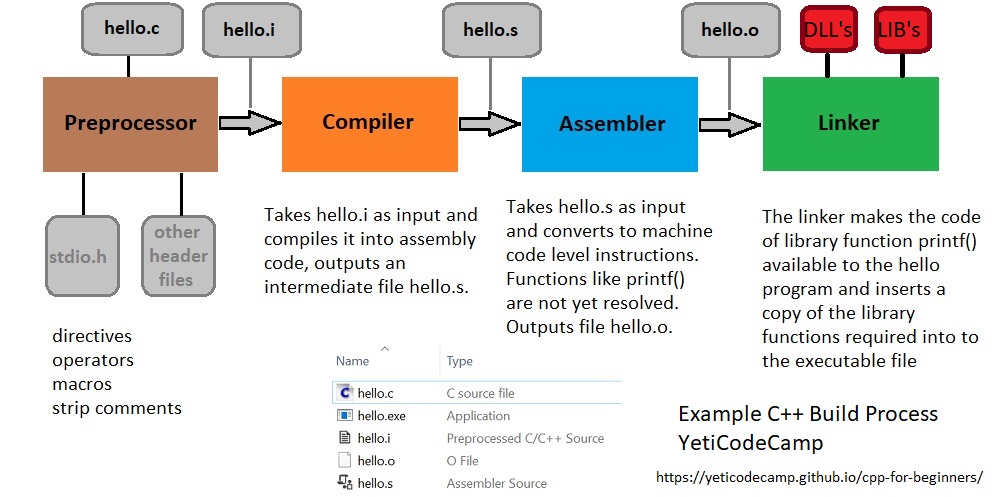 hello.c
hello.i
hello.s
hello.o
DLL's
LIB's
Preprocessor
Compiler
Assembler
Linker
stdio.h
other
header
files
directives
operators
macros
strip comments
Takes hello.i as input and
compiles it into assembly
code, outputs an
intermediate file hello.s.
Takes hello.s as input
and converts to machine
code level instructions.
Functions like printf()
are not yet resolved.
Outputs file hello.o.
The linker makes the code
of library function printf()
available to the hello
program and inserts a
copy of the library
functions required into to
the executable file
Name Type
hello.c C source file
hello.exe Application
hello.i Preprocessed C/C++ Source
hello.o O File
hello.s Assembler Source
Example C++ Build Process
YetiCodeCamp
https://yeticodecamp.github.io/cpp-for-beginners/